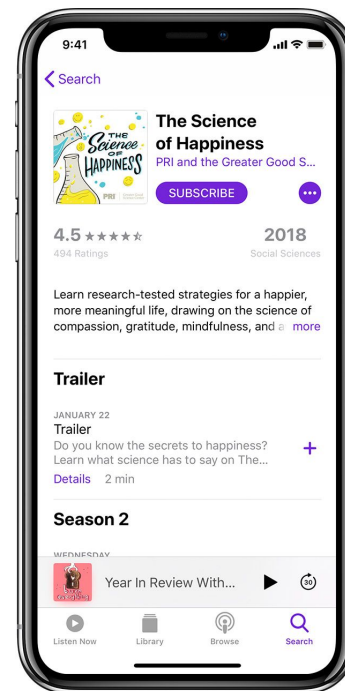 9:41
Search
THE
Science
OF
HAPPINESS
PRI
The Science
of Happiness
PRI and the Greater Good S...
SUBSCRIBE
4.5
2018
494 Ratings
Social Sciences
Learn research-tested strategies for a happier,
more meaningful life, drawing on the science of
compassion, gratitude, mindfulness, and a more
Trailer
JANUARY 22
Trailer
Do you know the secrets to happiness?
Learn what science has to say on The...
Details 2 min
Season 2
WEDNESDAY
Year In Review With...
30
Listen Now
Library
Browse
Search